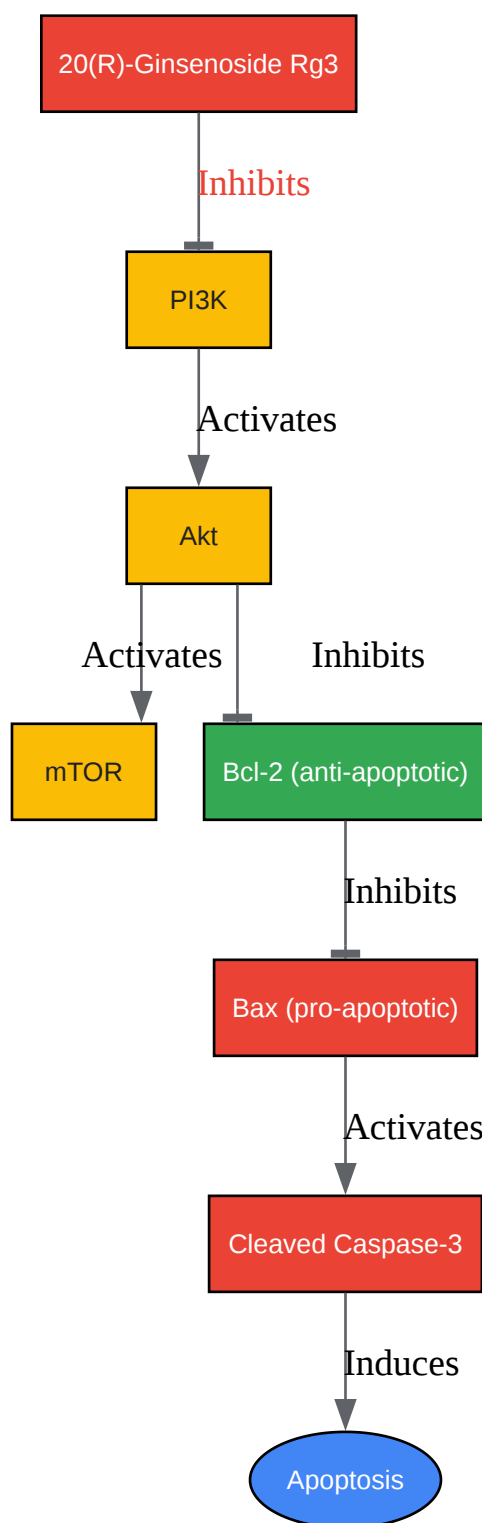 20(R)-Ginsenoside Rg3
Inhibits
PI3K
Activates
Akt
Activates
Inhibits
mTOR
Bcl-2 (anti-apoptotic)
Inhibits
Bax (pro-apoptotic)
Activates
Cleaved Caspase-3
Induces
Apoptosis